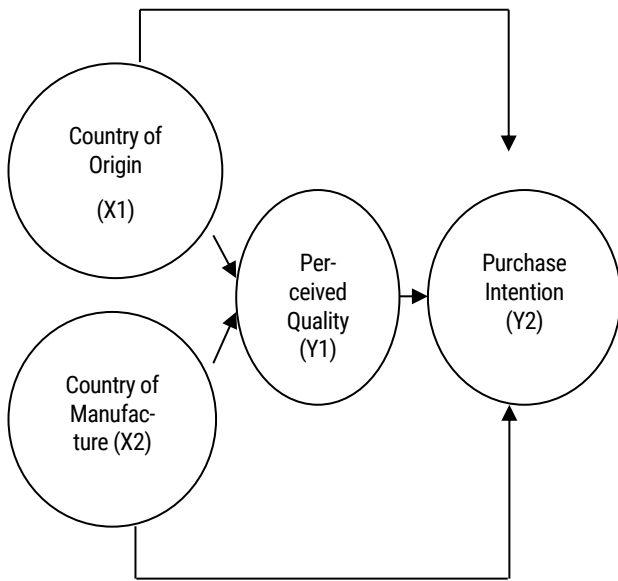 Country of
Origin
(X1)
Per-
ceived
Quality
(Y1)
Purchase
Intention
(Y2)
Country of
Manufac-
ture (X2)